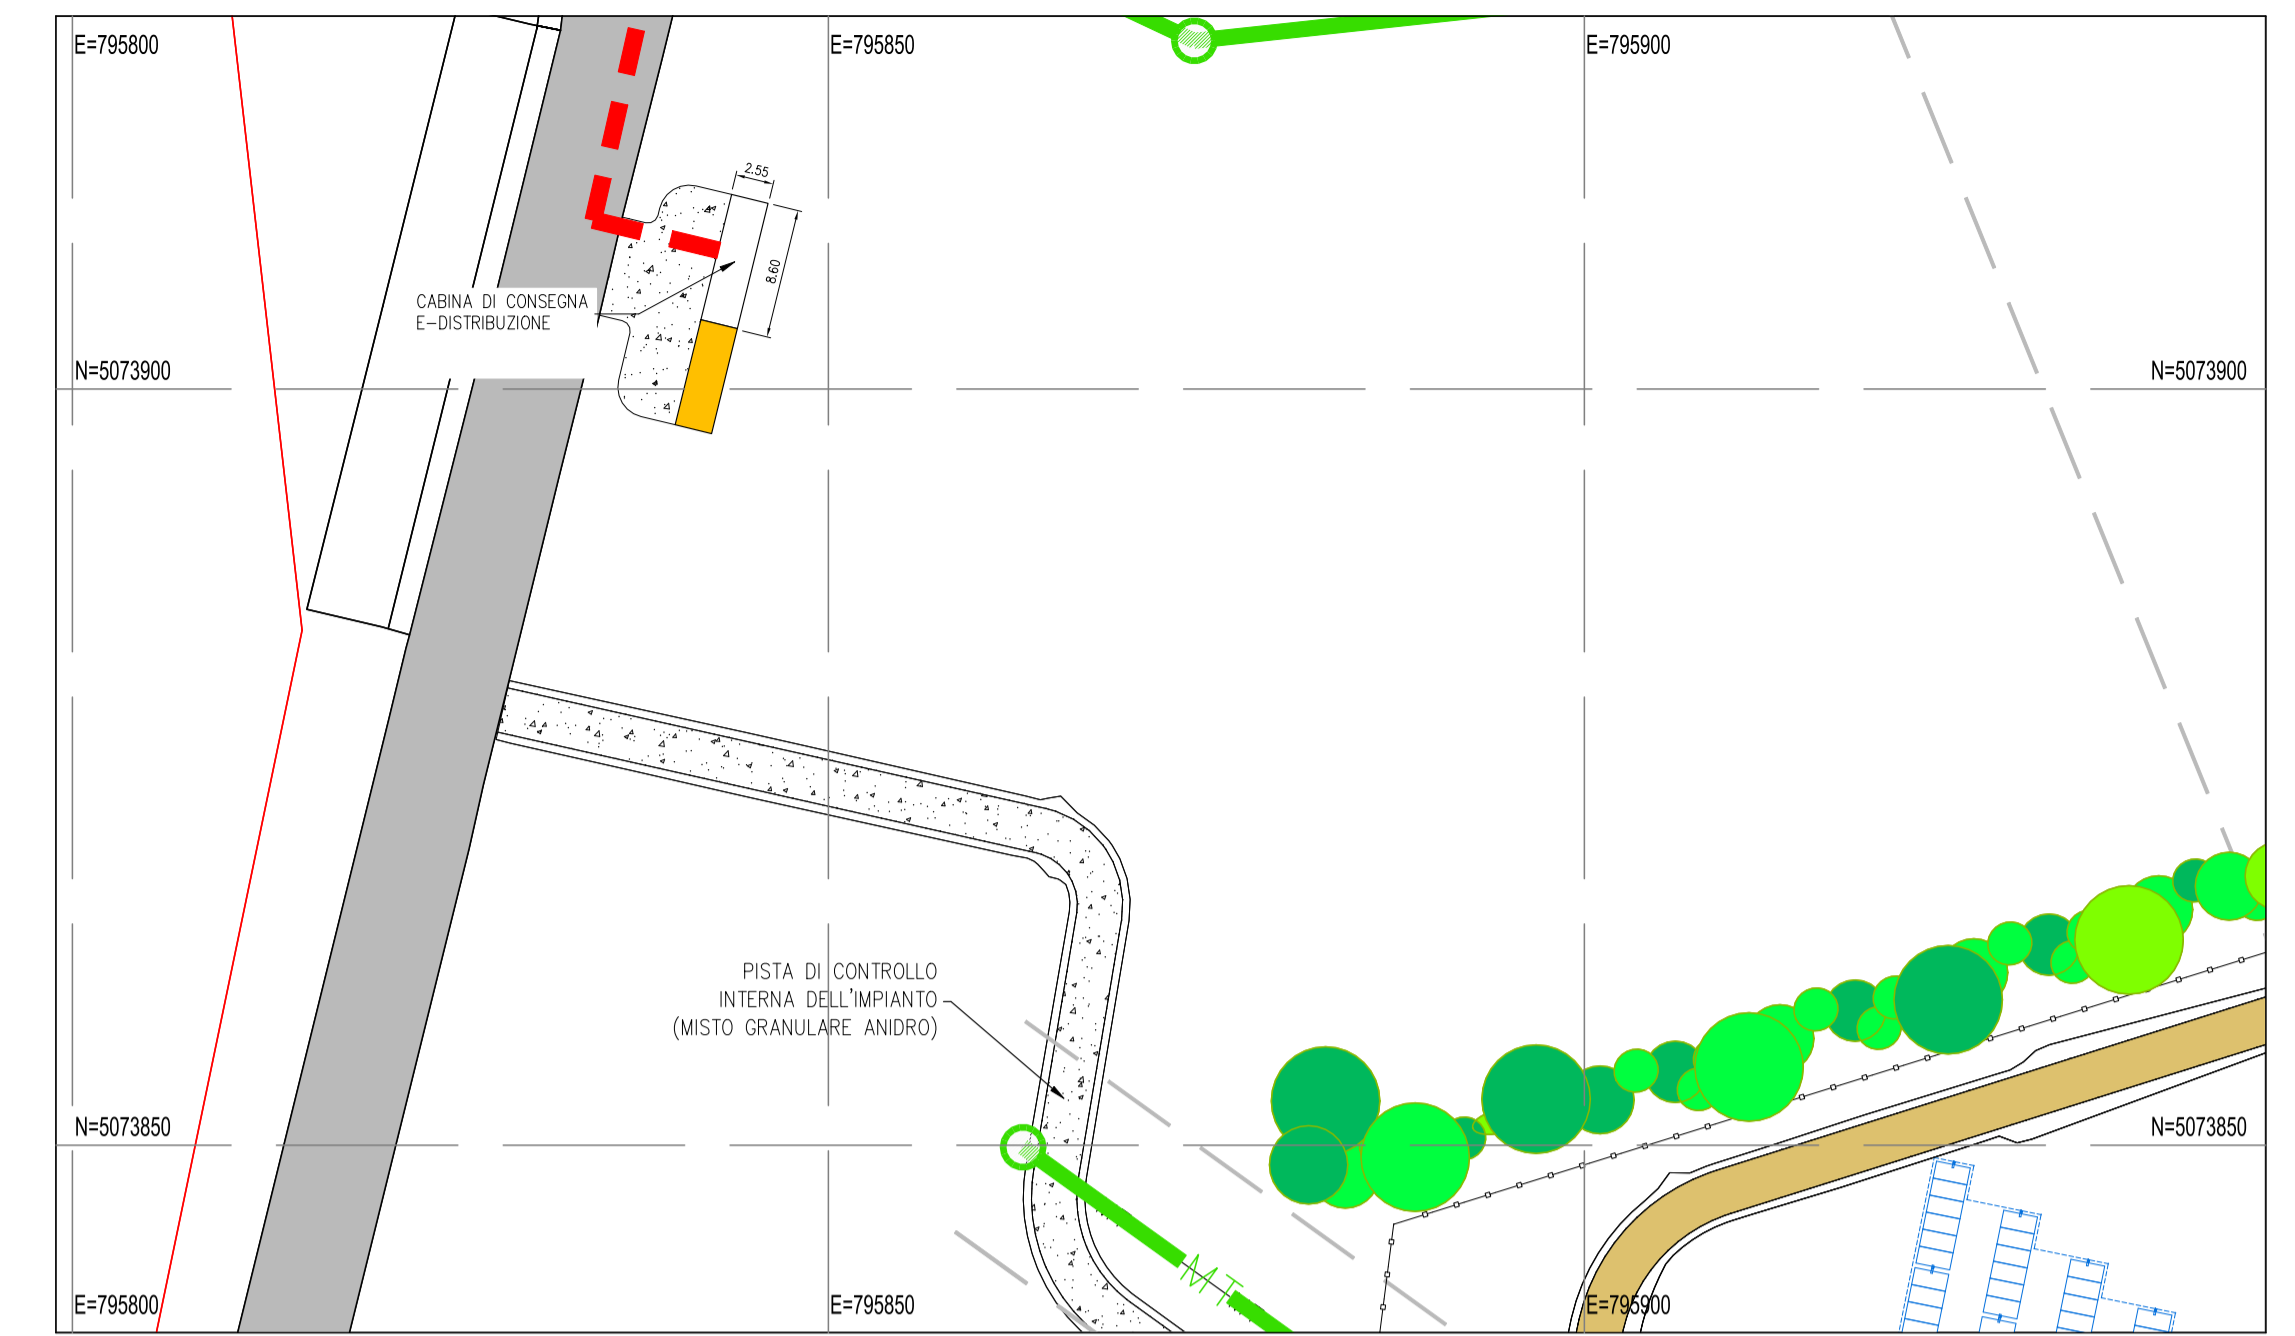 E=795800
E=795850
E=795900
2.55
8.60
CABINA DI CONSEGNA
E-DISTRIBUZIONE
N=5073900
N=5073900
PISTA DI CONTROLLO
INTERNA DELL'IMPIANTO
(MISTO GRANULARE ANIDRO)
N=5073850
N=5073850
MT
E=795800
E=795850
E=795900